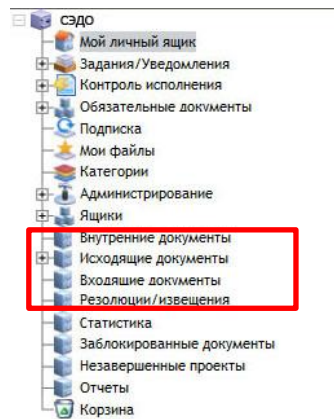 СЭДО
Мой личный ящик
Задания/Уведомления
Контроль исполнения
Обязательные документы
Подписка
Мои файлы
Категории
Администрирование
Ящики
Внутренние документы
Исходящие документы
Входящие документы
Резолюции/извещения
Статистика
Заблокированные документы
Незавершенные проекты
Отчеты
Корзина